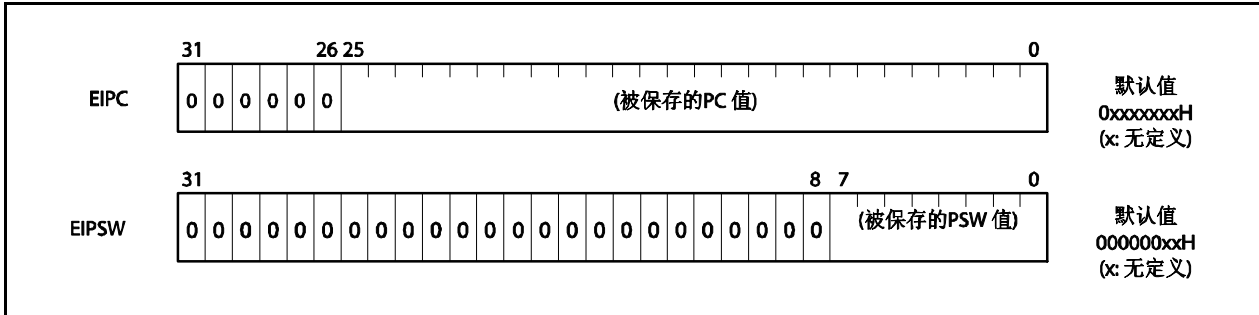 31 26 25 0
EIPC 0 0 0 0 0 0 (被保存的PC 值) 默认值
0xxxxxxxH
(x: 无定义)
31 8 7 0
EIPSW 0 0 0 0 0 0 0 0 0 0 0 0 0 0 0 0 0 0 0 0 0 0 0 0 (被保存的PSW 值) 默认值
000000xxH
(x: 无定义)